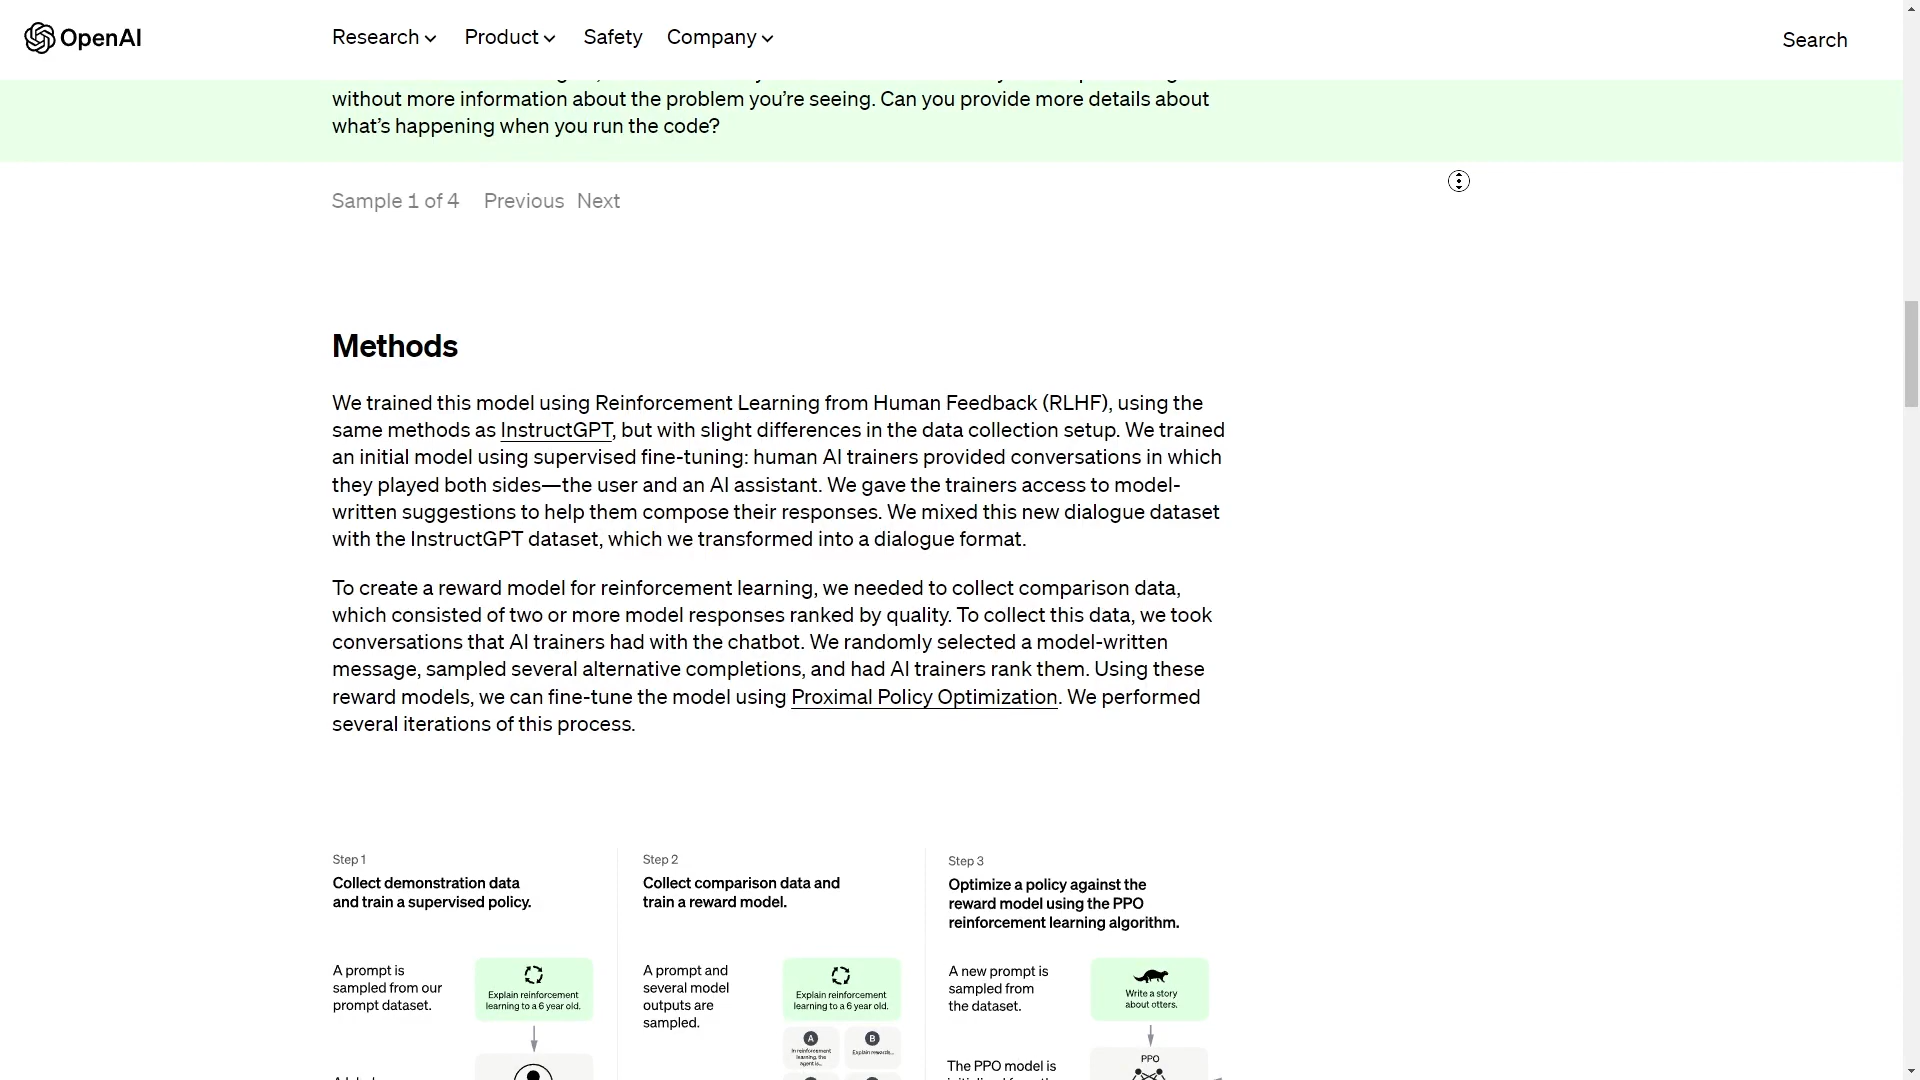 OpenAI
Research
Product
Safety
Company
Search
without more information about the problem you’re seeing. Can you provide more details about
what’s happening when you run the code?
Sample 1 of 4
Previous
Next
Methods
We trained this model using Reinforcement Learning from Human Feedback (RLHF), using the
same methods as InstructGPT, but with slight differences in the data collection setup. We trained
an initial model using supervised fine-tuning: human AI trainers provided conversations in which
they played both sides—the user and an AI assistant. We gave the trainers access to model-
written suggestions to help them compose their responses. We mixed this new dialogue dataset
with the InstructGPT dataset, which we transformed into a dialogue format.
To create a reward model for reinforcement learning, we needed to collect comparison data,
which consisted of two or more model responses ranked by quality. To collect this data, we took
conversations that AI trainers had with the chatbot. We randomly selected a model-written
message, sampled several alternative completions, and had AI trainers rank them. Using these
reward models, we can fine-tune the model using Proximal Policy Optimization. We performed
several iterations of this process.
Step 1
Collect demonstration data
and train a supervised policy.
A prompt is
sampled from our
prompt dataset.
Explain reinforcement
learning to a 6 year old.
Step 2
Collect comparison data and
train a reward model.
A prompt and
several model
outputs are
sampled.
Explain reinforcement
learning to a 6 year old.
A
In reinforcement
learning, the
agent is...
B
Explain rewards...
Step 3
Optimize a policy against the
reward model using the PPO
reinforcement learning algorithm.
A new prompt is
sampled from
the dataset.
Write a story
about otters.
The PPO model is
PPO